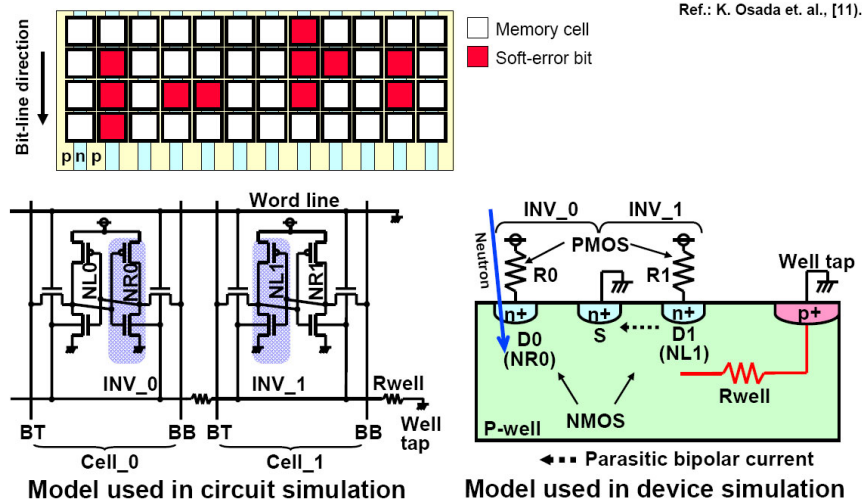 Ref.: K. Osada et. al., [11].
Memory cell
Soft-error bit
Bit-line direction
p n p
Word line
NL0
NR0
NL1
NR1
INV_0
INV_1
Rwell
Well
tap
BT
BB
BT
BB
Cell_0
Cell_1
Model used in circuit simulation
INV_0
INV_1
Neutron
PMOS
R0
R1
Well tap
n+
n+
n+
p+
D0
(NR0)
S
D1
(NL1)
Rwell
NMOS
P-well
Parasitic bipolar current
Model used in device simulation